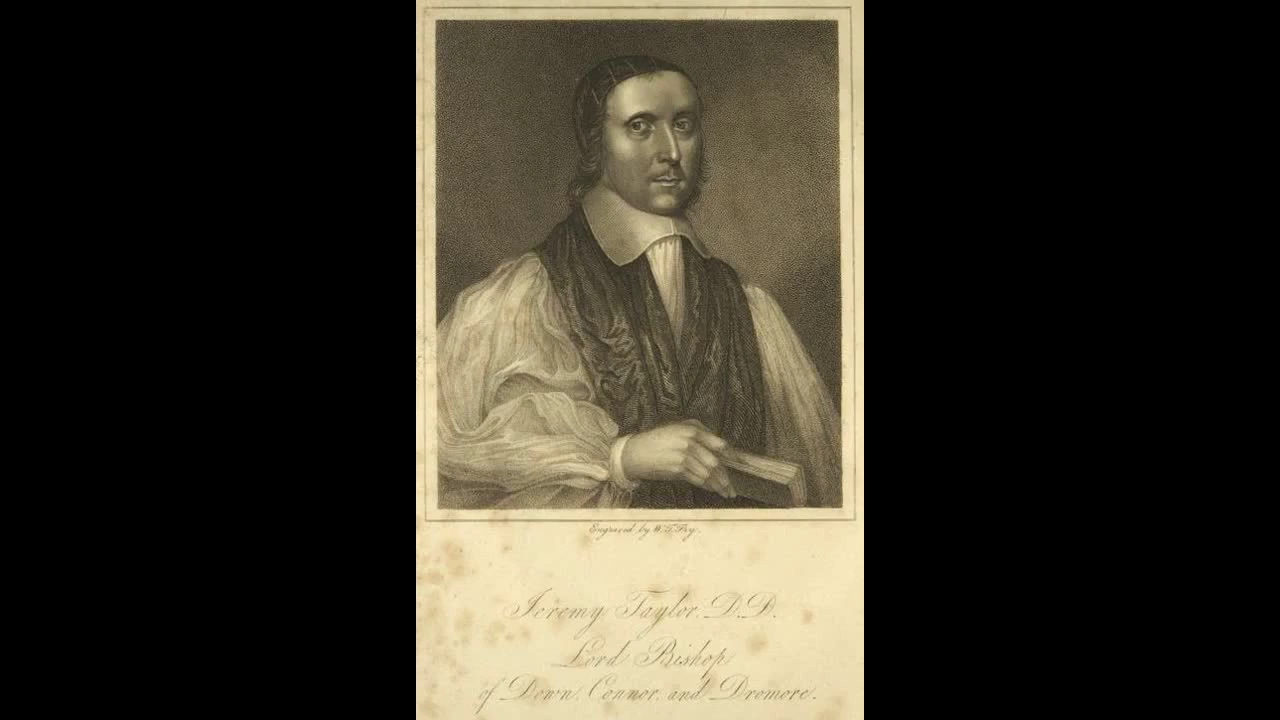 Engraved by W. T. Fry.
Jeremy Taylor. D.D.
Lord Bishop
of Down, Connor, and Dromore.